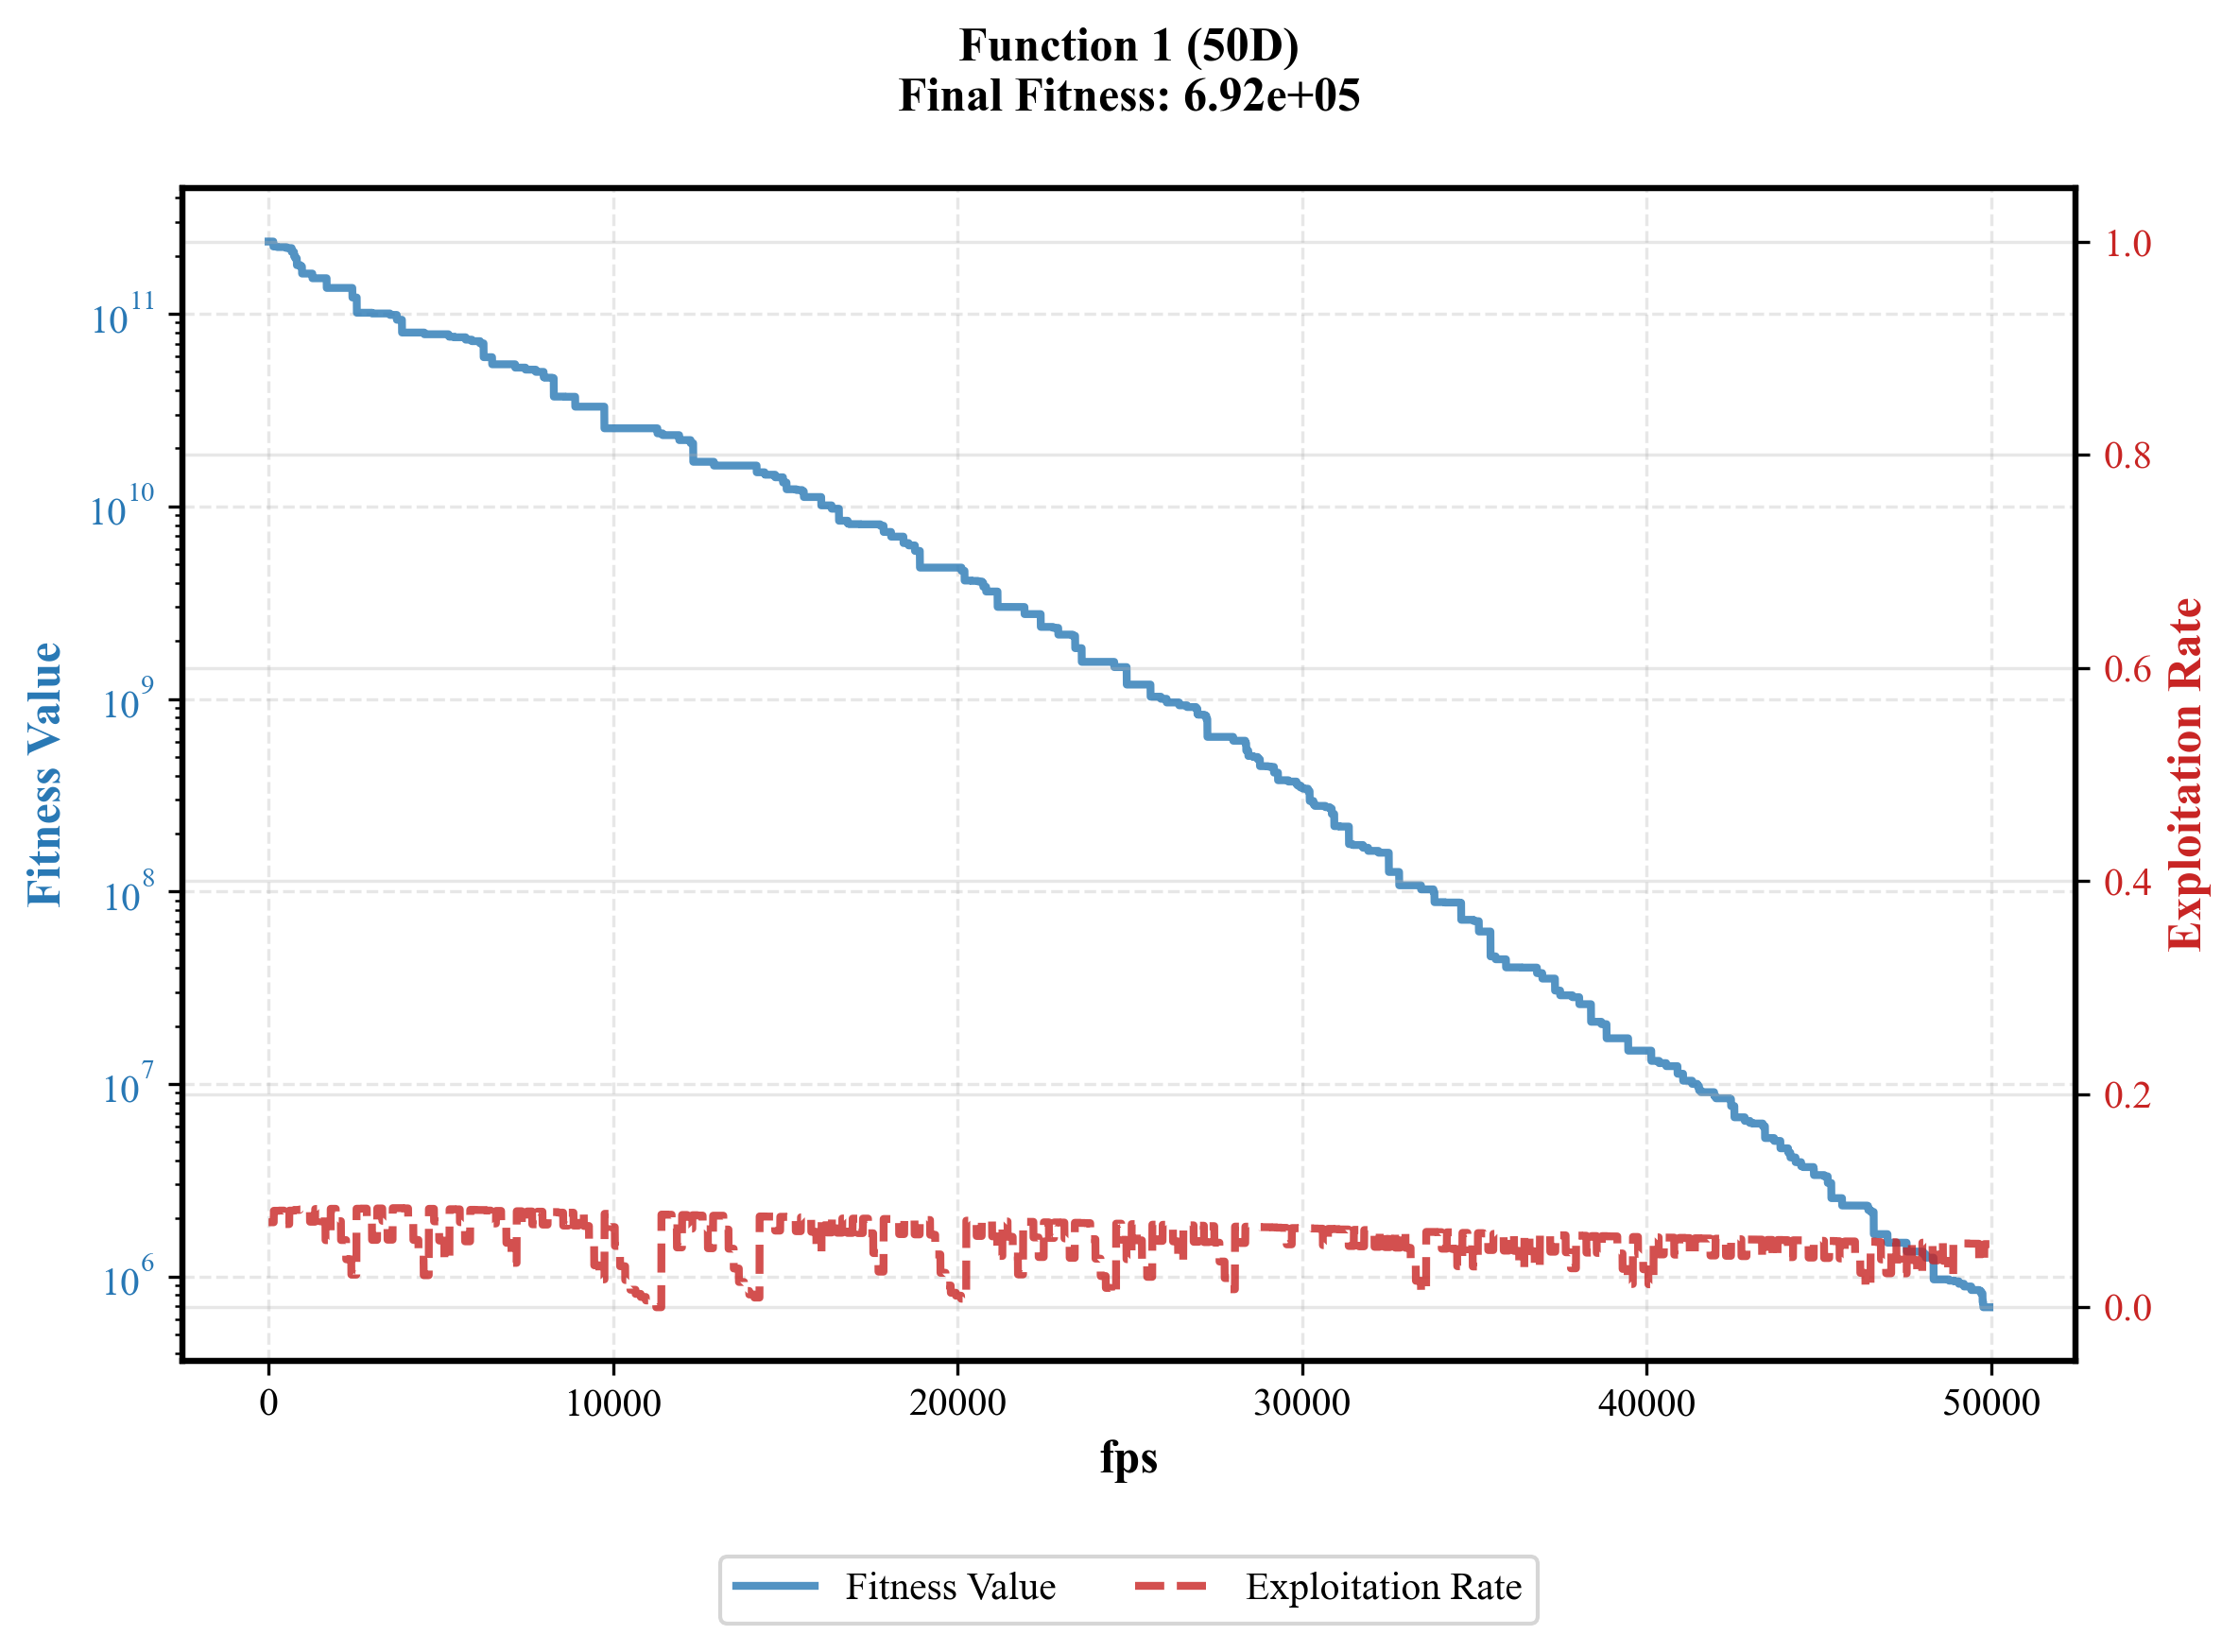 Function 1 (50D)
Final Fitness: 6.92e+05
Fitness Value
10^11
10^10
10^9
10^8
10^7
10^6
1.0
0.8
0.6
0.4
0.2
0.0
Exploitation Rate
0 10000 20000 30000 40000 50000
fps
Fitness Value Exploitation Rate